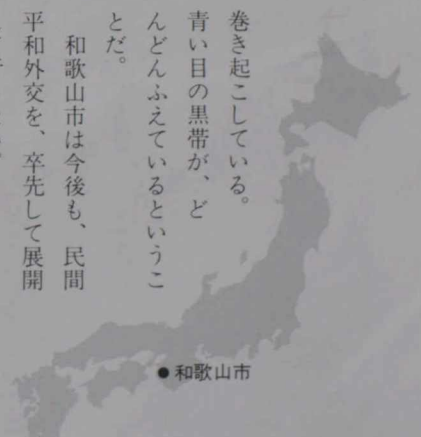 巻き起こしている。
青い目の黒帯が、ど
んどんふえているというこ
とだ。
和歌山市は今後も、民間
平和外交を、卒先して展開
●和歌山市